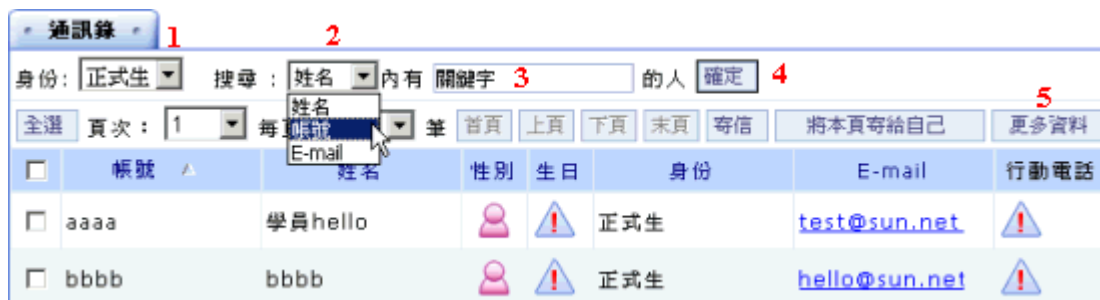 通訊錄 1 2
身份: 正式生 搜尋 : 姓名 內有 關鍵字 3 的人 確定 4
姓名
帳號
E-mail
5
全選 頁次: 1 筆 首頁 上頁 下頁 末頁 寄信 將本頁寄給自己 更多資料
帳號 姓名 性別 生日 身份 E-mail 行動電話
aaaa 學員hello 正式生 test@sun.net
bbbb bbbb 正式生 hello@sun.net